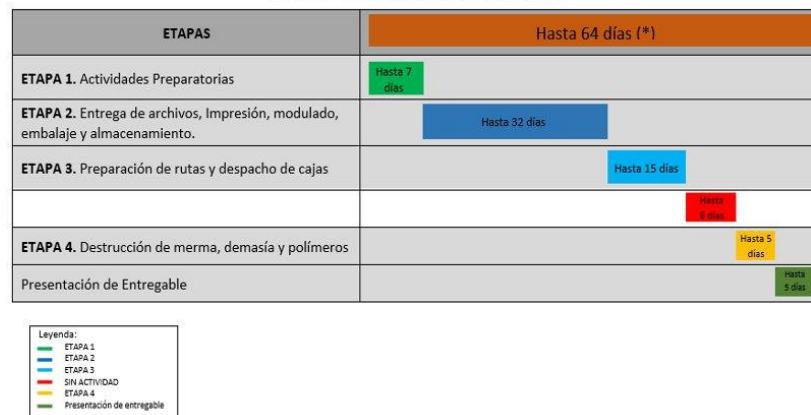 ETAPAS
Hasta 64 días (*)
ETAPA 1. Actividades Preparatorias
Hasta 7
días
ETAPA 2. Entrega de archivos, Impresión, modulado,
embalaje y almacenamiento.
Hasta 32 días
ETAPA 3. Preparación de rutas y despacho de cajas
Hasta 15 días
Hasta
6 días
ETAPA 4. Destrucción de merma, demasía y polímeros
Hasta 5
días
Presentación de Entregable
Hasta
5 días
Leyenda:
ETAPA 1
ETAPA 2
ETAPA 3
SIN ACTIVIDAD
ETAPA 4
Presentación de entregable